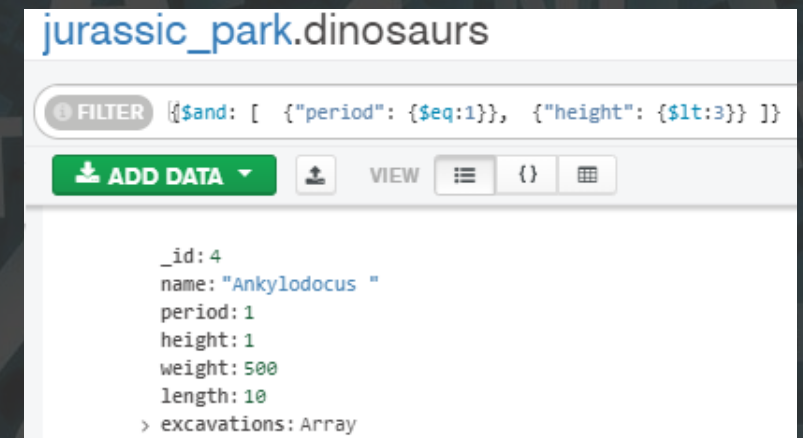 jurassic_park.dinosaurs
FILTER {$and: [ {"period": {$eq:1}}, {"height": {$lt:3}} ]}
ADD DATA VIEW {}
_id: 4
name: "Ankylodocus "
period: 1
height: 1
weight: 500
length: 10
> excavations: Array